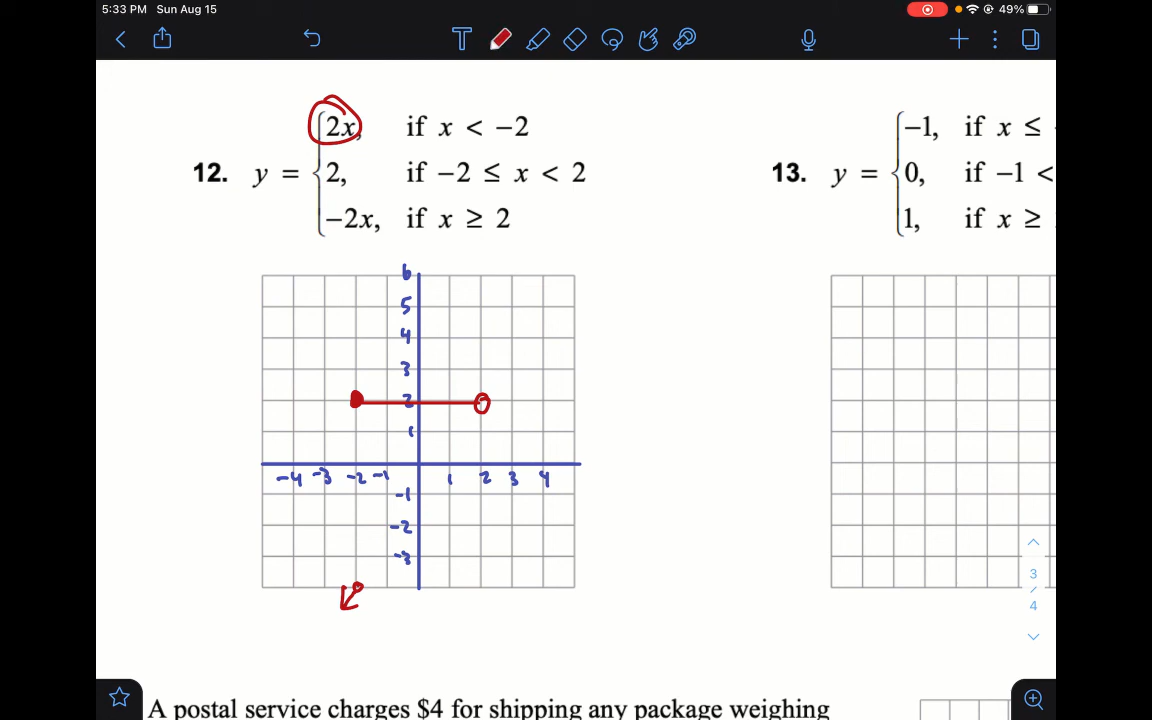 5:33 PM Sun Aug 15
49%
T
2x, if x < −2
12. y = 2, if −2 ≤ x < 2
−2x, if x ≥ 2
−1, if x ≤
13. y = 0, if −1 <
1, if x ≥
6
5
4
3
2
1
−4 −3 −2 −1 1 2 3 4
−1
−2
−3
3
/
4
A postal service charges $4 for shipping any package weighing